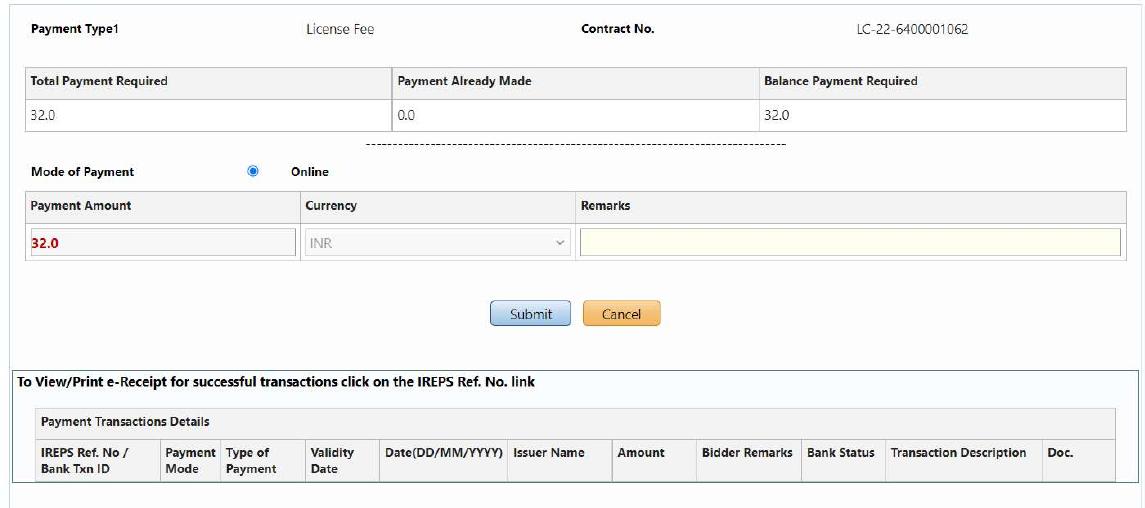 Payment Type1 License Fee Contract No. LC-22-6400001062
Total Payment Required Payment Already Made Balance Payment Required
32.0 0.0 32.0
--------------------------------------------------------------------------------
Mode of Payment Online
Payment Amount Currency Remarks
32.0 INR
Submit Cancel
To View/Print e-Receipt for successful transactions click on the IREPS Ref. No. link
Payment Transactions Details
IREPS Ref. No / Payment Type of Validity Date(DD/MM/YYYY) Issuer Name Amount Bidder Remarks Bank Status Transaction Description Doc.
Bank Txn ID Mode Payment Date